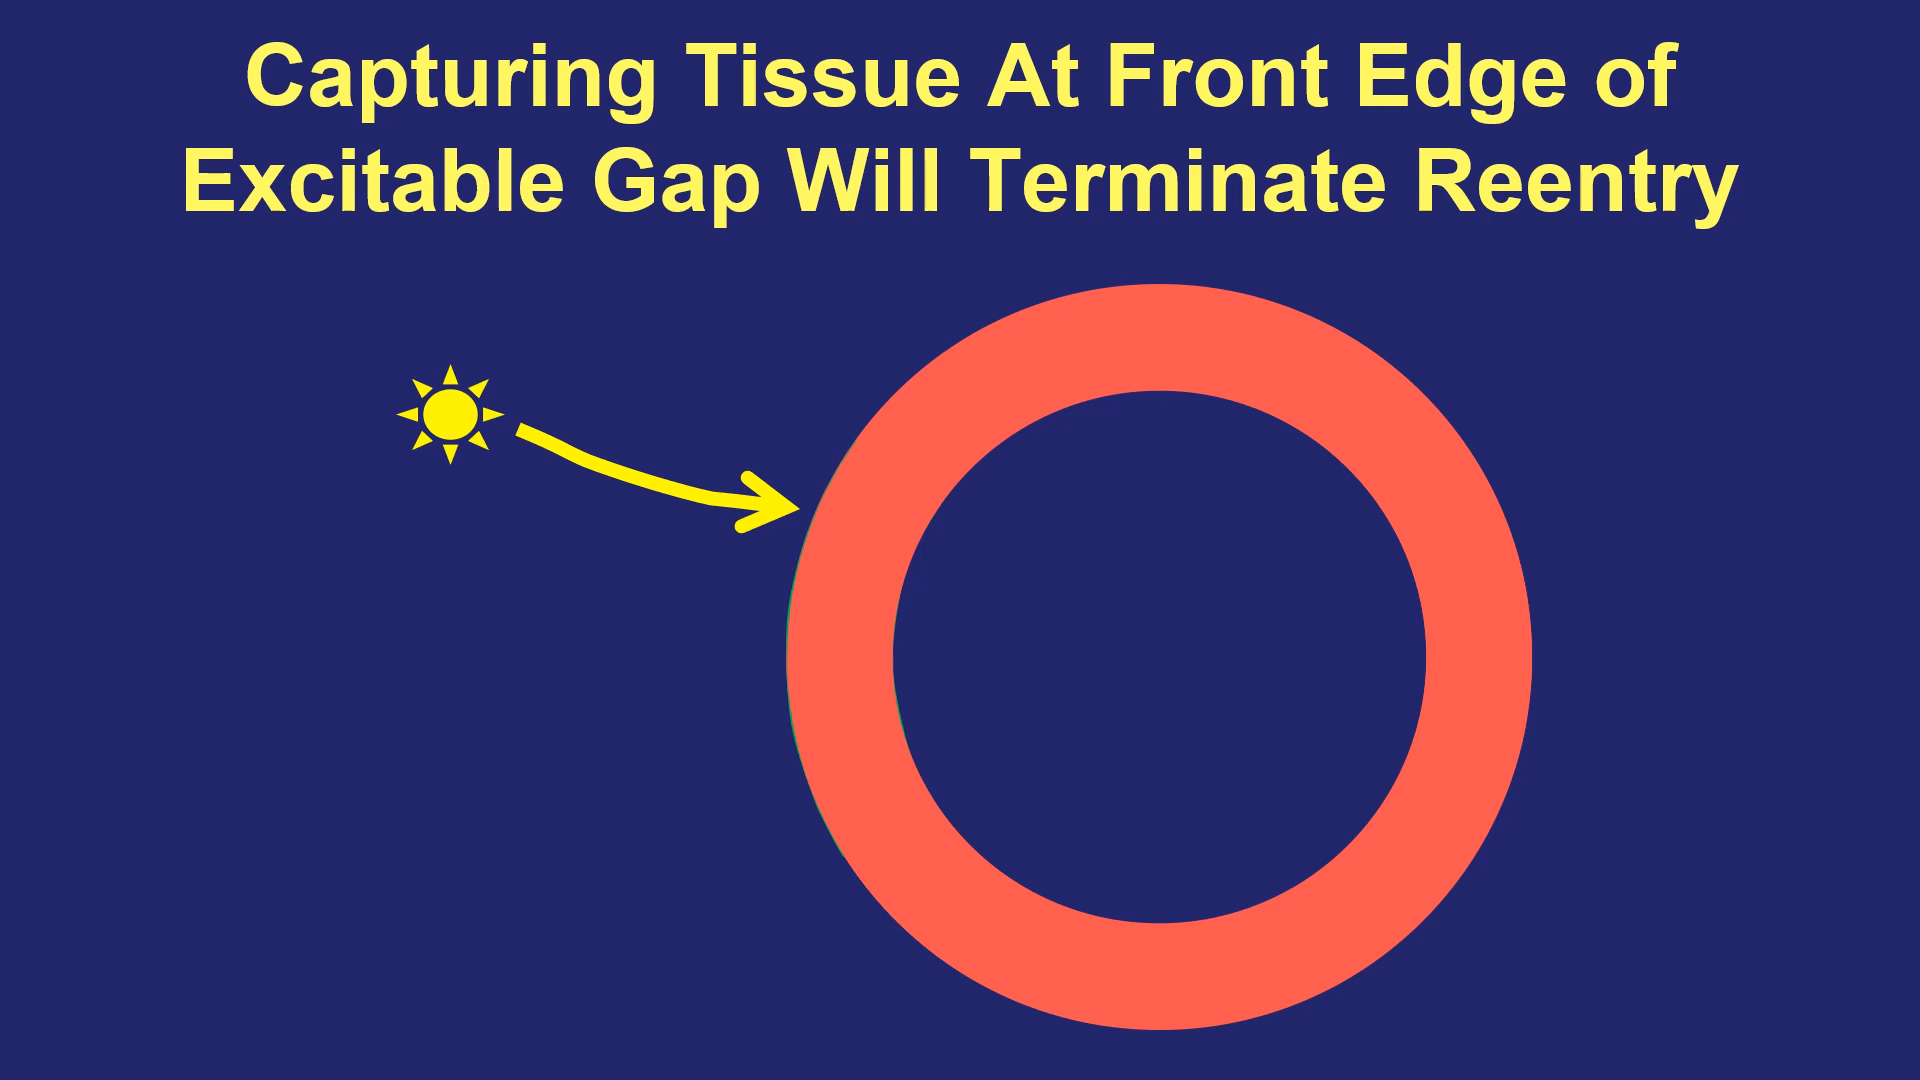 Capturing Tissue At Front Edge of
Excitable Gap Will Terminate Reentry